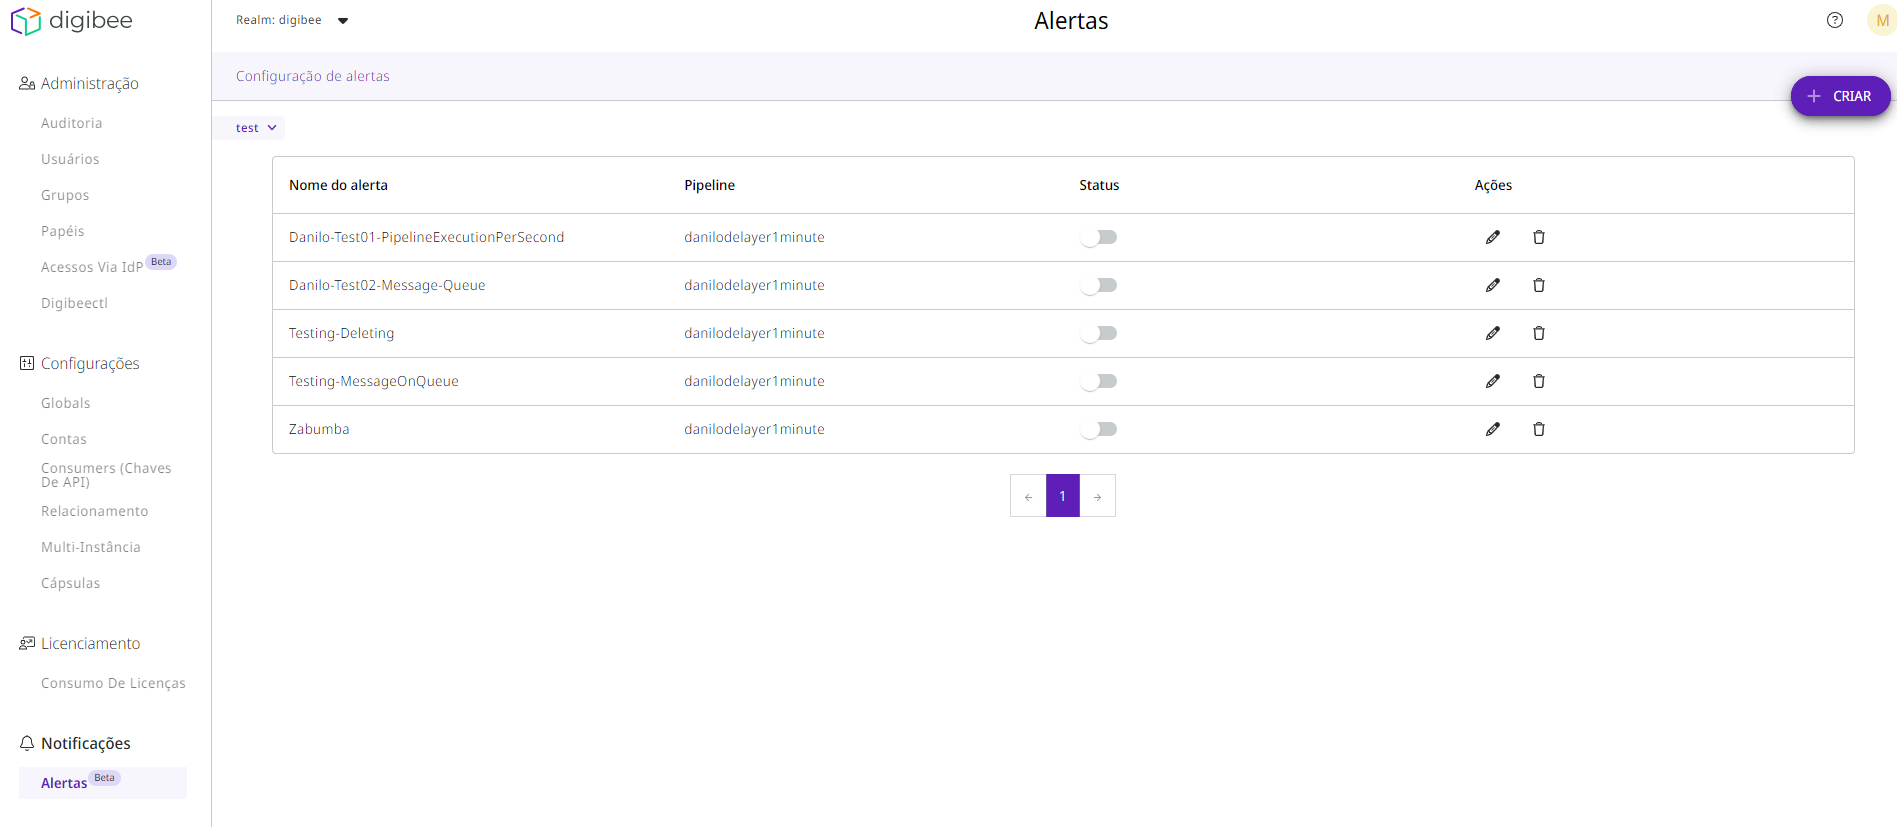 digibee
Realm: digibee
Alertas
?
M
Administração
Auditoria
Usuários
Grupos
Papéis
Acessos Via IdP Beta
Digibeectl
Configurações
Globals
Contas
Consumers (Chaves
De API)
Relacionamento
Multi-Instância
Cápsulas
Licenciamento
Consumo De Licenças
Notificações
Alertas Beta
Configuração de alertas
+ CRIAR
test
Nome do alerta Pipeline Status Ações
Danilo-Test01-PipelineExecutionPerSecond danilodelayer1minute
Danilo-Test02-Message-Queue danilodelayer1minute
Testing-Deleting danilodelayer1minute
Testing-MessageOnQueue danilodelayer1minute
Zabumba danilodelayer1minute
← 1 →